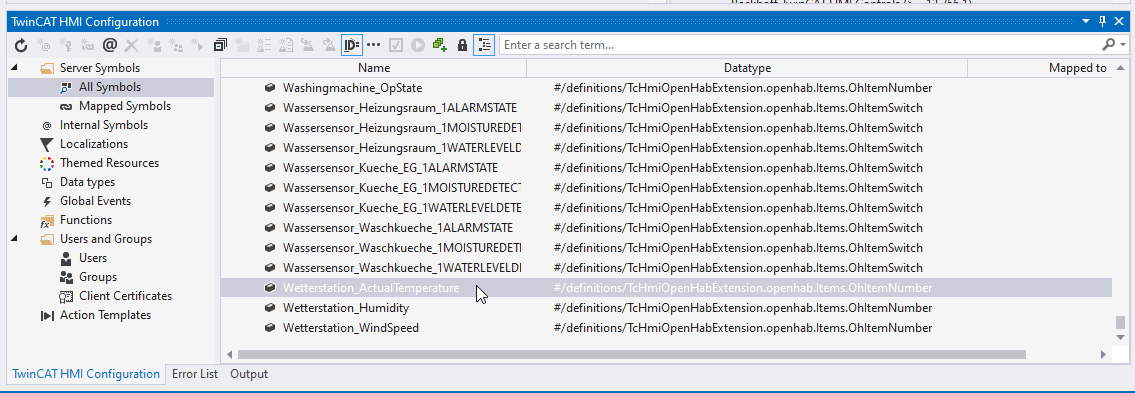 TwinCAT HMI Configuration
Enter a search term...
Server Symbols
All Symbols
Mapped Symbols
Internal Symbols
Localizations
Themed Resources
Data types
Global Events
Functions
Users and Groups
Users
Groups
Client Certificates
Action Templates
Name Datatype Mapped to
Washingmachine_OpState #/definitions/TcHmiOpenHabExtension.openhab.Items.OhItemNumber
Wassersensor_Heizungsraum_1ALARMSTATE #/definitions/TcHmiOpenHabExtension.openhab.Items.OhItemSwitch
Wassersensor_Heizungsraum_1MOISTUREDET #/definitions/TcHmiOpenHabExtension.openhab.Items.OhItemSwitch
Wassersensor_Heizungsraum_1WATERLEVELD #/definitions/TcHmiOpenHabExtension.openhab.Items.OhItemSwitch
Wassersensor_Kueche_EG_1ALARMSTATE #/definitions/TcHmiOpenHabExtension.openhab.Items.OhItemSwitch
Wassersensor_Kueche_EG_1MOISTUREDETECT #/definitions/TcHmiOpenHabExtension.openhab.Items.OhItemSwitch
Wassersensor_Kueche_EG_1WATERLEVELDETE #/definitions/TcHmiOpenHabExtension.openhab.Items.OhItemSwitch
Wassersensor_Waschkueche_1ALARMSTATE #/definitions/TcHmiOpenHabExtension.openhab.Items.OhItemSwitch
Wassersensor_Waschkueche_1MOISTUREDET #/definitions/TcHmiOpenHabExtension.openhab.Items.OhItemSwitch
Wassersensor_Waschkueche_1WATERLEVELD #/definitions/TcHmiOpenHabExtension.openhab.Items.OhItemSwitch
Wetterstation_ActualTemperature #/definitions/TcHmiOpenHabExtension.openhab.Items.OhItemNumber
Wetterstation_Humidity #/definitions/TcHmiOpenHabExtension.openhab.Items.OhItemNumber
Wetterstation_WindSpeed #/definitions/TcHmiOpenHabExtension.openhab.Items.OhItemNumber
TwinCAT HMI Configuration Error List Output